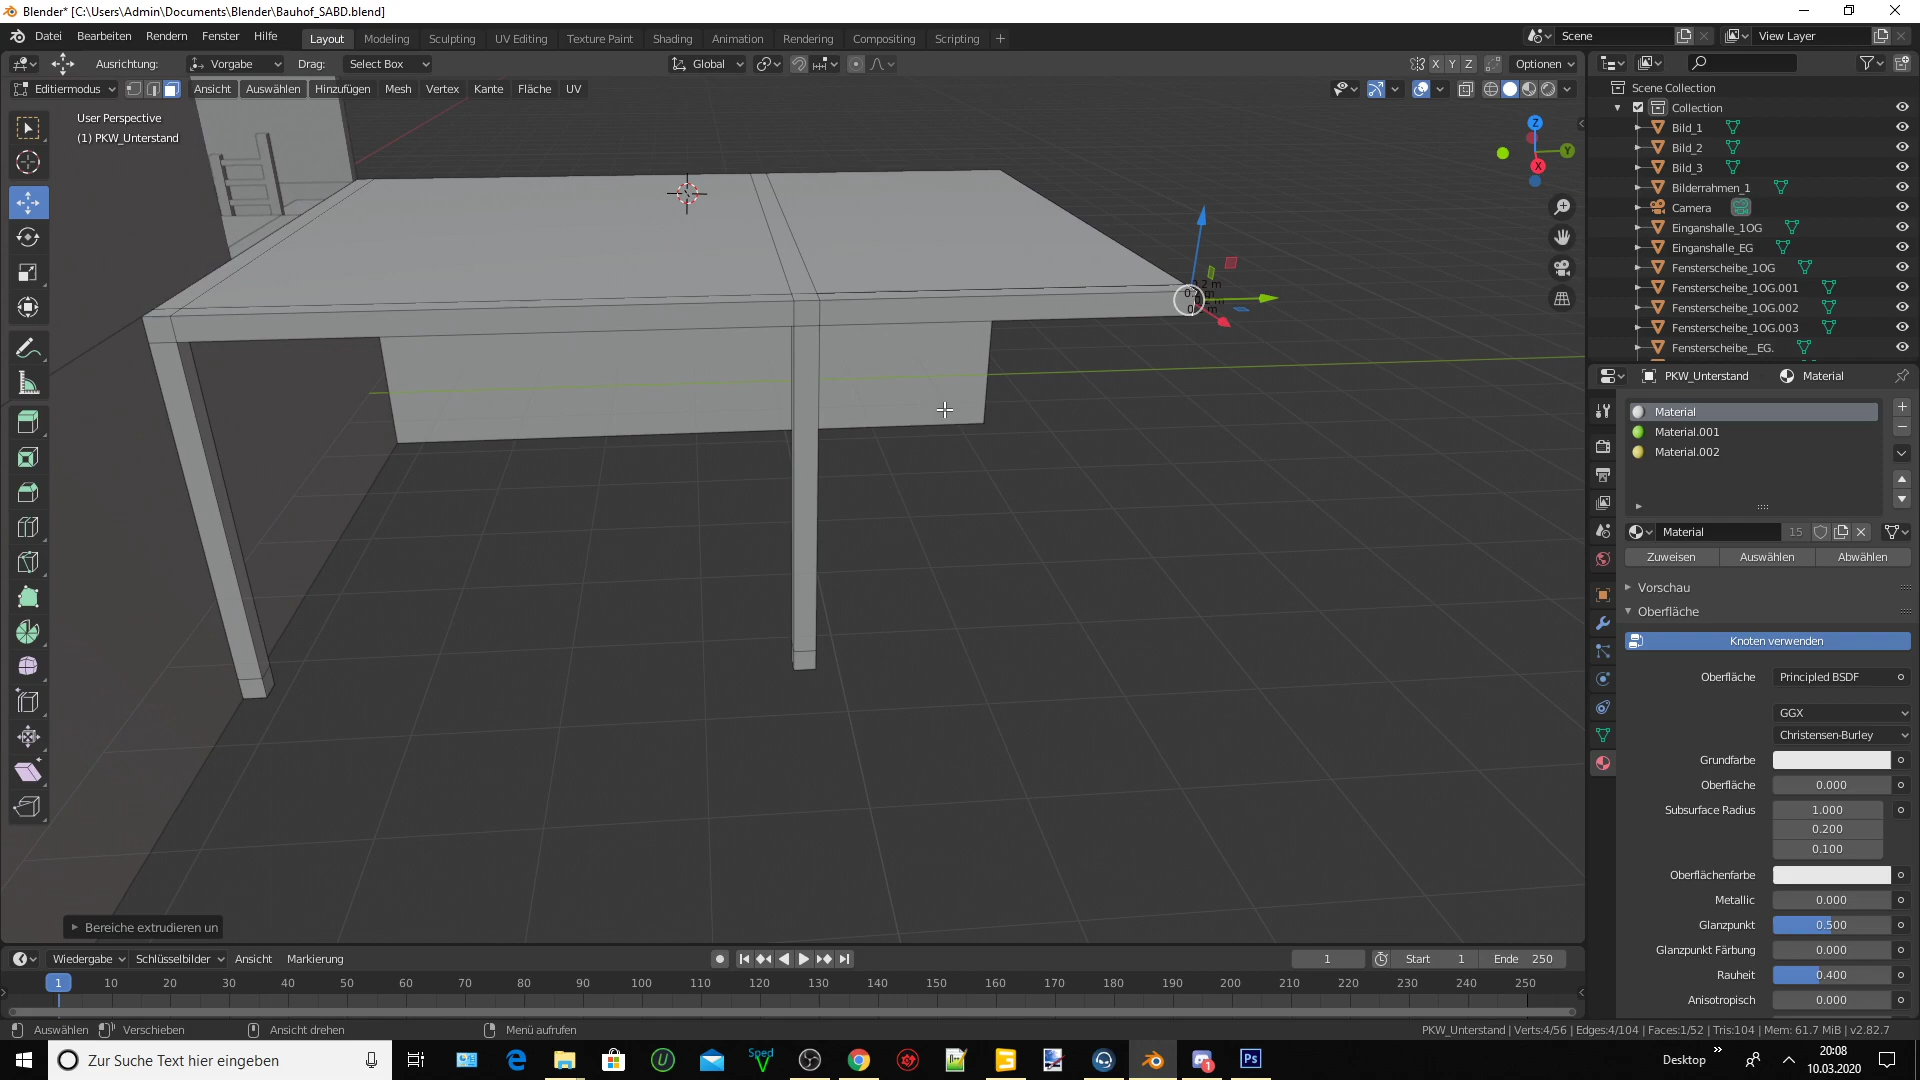 Blender* [C:\Users\Admin\Documents\Blender\Bauhof_SABD.blend]
Datei Bearbeiten Rendern Fenster Hilfe Layout Modeling Sculpting UV Editing Texture Paint Shading Animation Rendering Compositing Scripting + Scene View Layer
Ausrichtung: Vorgabe Drag: Select Box Global X Y Z Optionen
Editiermodus Ansicht Auswählen Hinzufügen Mesh Vertex Kante Fläche UV
User Perspective
(1) PKW_Unterstand
Z
Y
X
0.2 m
Bereiche extrudieren un
Scene Collection
Collection
Bild_1
Bild_2
Bild_3
Bilderrahmen_1
Camera
Einganshalle_1OG
Einganshalle_EG
Fensterscheibe_1OG
Fensterscheibe_1OG.001
Fensterscheibe_1OG.002
Fensterscheibe_1OG.003
Fensterscheibe__EG.
PKW_Unterstand Material
Material
Material.001
Material.002
Material 15
Zuweisen Auswählen Abwählen
Vorschau
Oberfläche
Knoten verwenden
Oberfläche Principled BSDF
GGX
Christensen-Burley
Grundfarbe
Oberfläche 0.000
Subsurface Radius 1.000
0.200
0.100
Oberflächenfarbe
Metallic 0.000
Glanzpunkt 0.500
Glanzpunkt Färbung 0.000
Rauheit 0.400
Anisotropisch 0.000
Wiedergabe Schlüsselbilder Ansicht Markierung 1 Start 1 Ende 250
1 10 20 30 40 50 60 70 80 90 100 110 120 130 140 150 160 170 180 190 200 210 220 230 240 250
Auswählen Verschieben Ansicht drehen Menü aufrufen PKW_Unterstand | Verts:4/56 | Edges:4/104 | Faces:1/52 | Tris:104 | Mem: 61.7 MiB | v2.82.7
Zur Suche Text hier eingeben Sped V Ps Desktop 20:08
10.03.2020